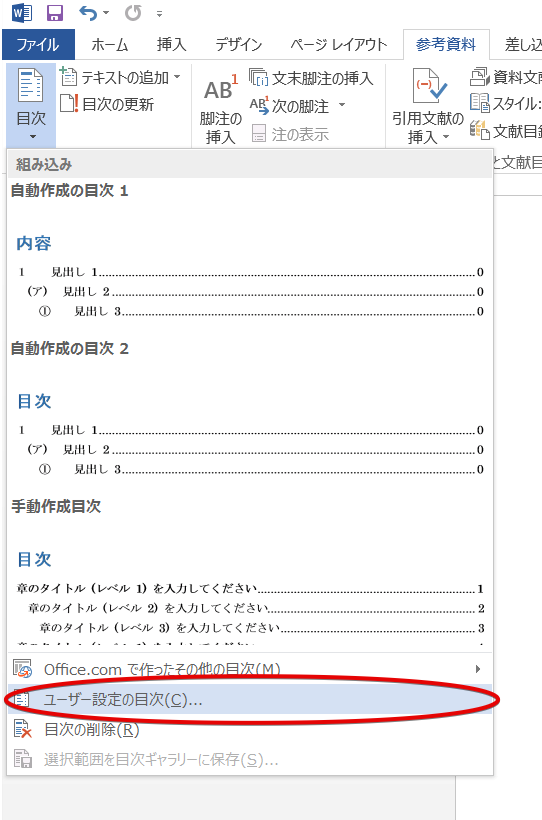 ファイル ホーム 挿入 デザイン ページ レイアウト 参考資料 差し込
目次
テキストの追加
目次の更新
AB1
脚注の
挿入
文末脚注の挿入
AB 次の脚注
注の表示
引用文献の
挿入
資料文献
スタイル:
文献目録
と文献目
組み込み
自動作成の目次 1
内容
1 見出し 1 0
(ア) 見出し 2 0
① 見出し 3 0
自動作成の目次 2
目次
1 見出し 1 0
(ア) 見出し 2 0
① 見出し 3 0
手動作成目次
目次
章のタイトル (レベル 1) を入力してください 1
章のタイトル (レベル 2) を入力してください 2
章のタイトル (レベル 3) を入力してください 3
Office.com で作ったその他の目次(M)
ユーザー設定の目次(C)...
目次の削除(R)
選択範囲を目次ギャラリーに保存(S)...